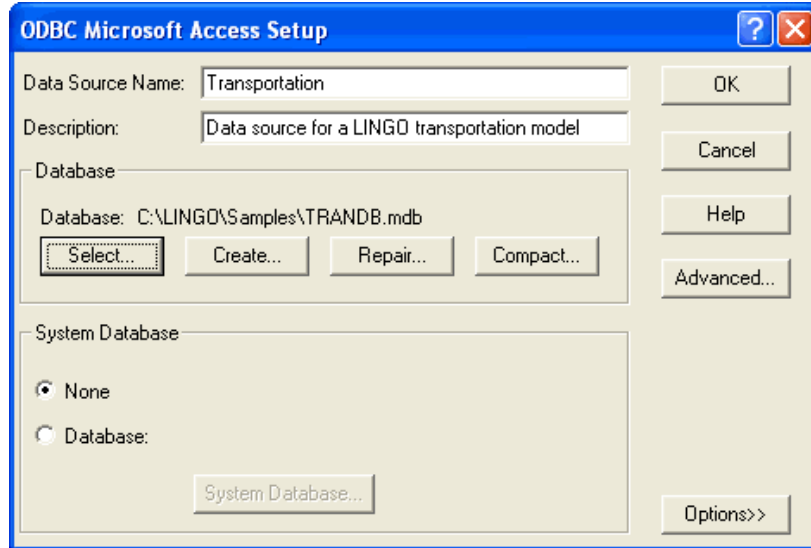 ODBC Microsoft Access Setup
Data Source Name: Transportation
OK
Description: Data source for a LINGO transportation model
Cancel
Database
Database: C:\LINGO\Samples\TRANDB.mdb
Help
Select... Create... Repair... Compact...
Advanced...
System Database
None
Database:
System Database...
Options>>